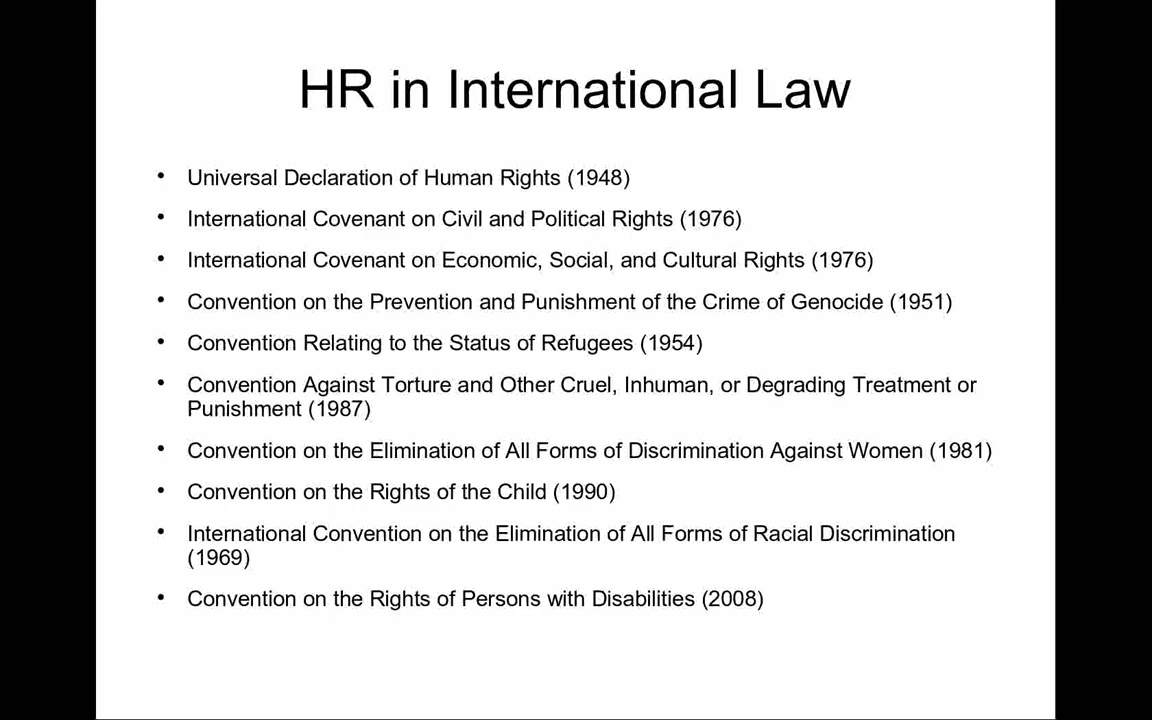 HR in International Law
• Universal Declaration of Human Rights (1948)
• International Covenant on Civil and Political Rights (1976)
• International Covenant on Economic, Social, and Cultural Rights (1976)
• Convention on the Prevention and Punishment of the Crime of Genocide (1951)
• Convention Relating to the Status of Refugees (1954)
• Convention Against Torture and Other Cruel, Inhuman, or Degrading Treatment or
Punishment (1987)
• Convention on the Elimination of All Forms of Discrimination Against Women (1981)
• Convention on the Rights of the Child (1990)
• International Convention on the Elimination of All Forms of Racial Discrimination
(1969)
• Convention on the Rights of Persons with Disabilities (2008)